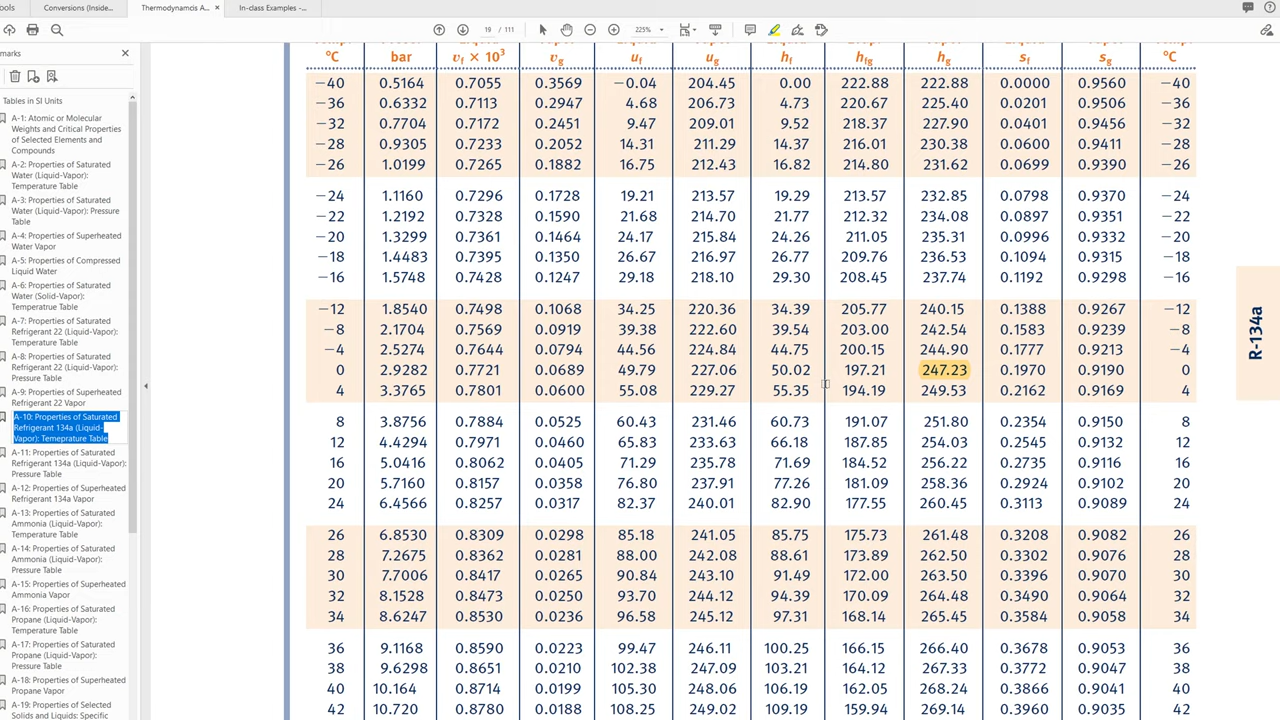 ools
Conversions (Inside...
Thermodynamcis A... ×
In-class Examples -...
19 / 111
225%
marks
Tables in SI Units
A-1: Atomic or Molecular
Weights and Critical Properties
of Selected Elements and
Compounds
A-2: Properties of Saturated
Water (Liquid-Vapor):
Temperature Table
A-3: Properties of Saturated
Water (Liquid-Vapor): Pressure
Table
A-4: Properties of Superheated
Water Vapor
A-5: Properties of Compressed
Liquid Water
A-6: Properties of Saturated
Water (Solid-Vapor):
Temperatrue Table
A-7: Properties of Saturated
Refrigerant 22 (Liquid-Vapor):
Temperature Table
A-8: Properties of Saturated
Refrigerant 22 (Liquid-Vapor):
Pressure Table
A-9: Properties of Superheated
Refrigerant 22 Vapor
A-10: Properties of Saturated
Refrigerant 134a (Liquid-
Vapor): Temeprature Table
A-11: Properties of Saturated
Refrigerant 134a (Liquid-Vapor):
Pressure Table
A-12: Properties of Superheated
Refrigerant 134a Vapor
A-13: Properties of Saturated
Ammonia (Liquid-Vapor):
Temperature Table
A-14: Properties of Saturated
Ammonia (Liquid-Vapor):
Pressure Table
A-15: Properties of Superheated
Ammonia Vapor
A-16: Properties of Saturated
Propane (Liquid-Vapor):
Temperature Table
A-17: Properties of Saturated
Propane (Liquid-Vapor):
Pressure Table
A-18: Properties of Superheated
Propane Vapor
A-19: Properties of Selected
Solids and Liquids: Specific
°C bar vf × 10³ vg uf ug hf hfg hg sf sg °C
−40 0.5164 0.7055 0.3569 −0.04 204.45 0.00 222.88 222.88 0.0000 0.9560 −40
−36 0.6332 0.7113 0.2947 4.68 206.73 4.73 220.67 225.40 0.0201 0.9506 −36
−32 0.7704 0.7172 0.2451 9.47 209.01 9.52 218.37 227.90 0.0401 0.9456 −32
−28 0.9305 0.7233 0.2052 14.31 211.29 14.37 216.01 230.38 0.0600 0.9411 −28
−26 1.0199 0.7265 0.1882 16.75 212.43 16.82 214.80 231.62 0.0699 0.9390 −26
−24 1.1160 0.7296 0.1728 19.21 213.57 19.29 213.57 232.85 0.0798 0.9370 −24
−22 1.2192 0.7328 0.1590 21.68 214.70 21.77 212.32 234.08 0.0897 0.9351 −22
−20 1.3299 0.7361 0.1464 24.17 215.84 24.26 211.05 235.31 0.0996 0.9332 −20
−18 1.4483 0.7395 0.1350 26.67 216.97 26.77 209.76 236.53 0.1094 0.9315 −18
−16 1.5748 0.7428 0.1247 29.18 218.10 29.30 208.45 237.74 0.1192 0.9298 −16
−12 1.8540 0.7498 0.1068 34.25 220.36 34.39 205.77 240.15 0.1388 0.9267 −12
−8 2.1704 0.7569 0.0919 39.38 222.60 39.54 203.00 242.54 0.1583 0.9239 −8
−4 2.5274 0.7644 0.0794 44.56 224.84 44.75 200.15 244.90 0.1777 0.9213 −4
0 2.9282 0.7721 0.0689 49.79 227.06 50.02 197.21 247.23 0.1970 0.9190 0
4 3.3765 0.7801 0.0600 55.08 229.27 55.35 194.19 249.53 0.2162 0.9169 4
8 3.8756 0.7884 0.0525 60.43 231.46 60.73 191.07 251.80 0.2354 0.9150 8
12 4.4294 0.7971 0.0460 65.83 233.63 66.18 187.85 254.03 0.2545 0.9132 12
16 5.0416 0.8062 0.0405 71.29 235.78 71.69 184.52 256.22 0.2735 0.9116 16
20 5.7160 0.8157 0.0358 76.80 237.91 77.26 181.09 258.36 0.2924 0.9102 20
24 6.4566 0.8257 0.0317 82.37 240.01 82.90 177.55 260.45 0.3113 0.9089 24
26 6.8530 0.8309 0.0298 85.18 241.05 85.75 175.73 261.48 0.3208 0.9082 26
28 7.2675 0.8362 0.0281 88.00 242.08 88.61 173.89 262.50 0.3302 0.9076 28
30 7.7006 0.8417 0.0265 90.84 243.10 91.49 172.00 263.50 0.3396 0.9070 30
32 8.1528 0.8473 0.0250 93.70 244.12 94.39 170.09 264.48 0.3490 0.9064 32
34 8.6247 0.8530 0.0236 96.58 245.12 97.31 168.14 265.45 0.3584 0.9058 34
36 9.1168 0.8590 0.0223 99.47 246.11 100.25 166.15 266.40 0.3678 0.9053 36
38 9.6298 0.8651 0.0210 102.38 247.09 103.21 164.12 267.33 0.3772 0.9047 38
40 10.164 0.8714 0.0199 105.30 248.06 106.19 162.05 268.24 0.3866 0.9041 40
42 10.720 0.8780 0.0188 108.25 249.02 109.19 159.94 269.14 0.3960 0.9035 42
R-134a